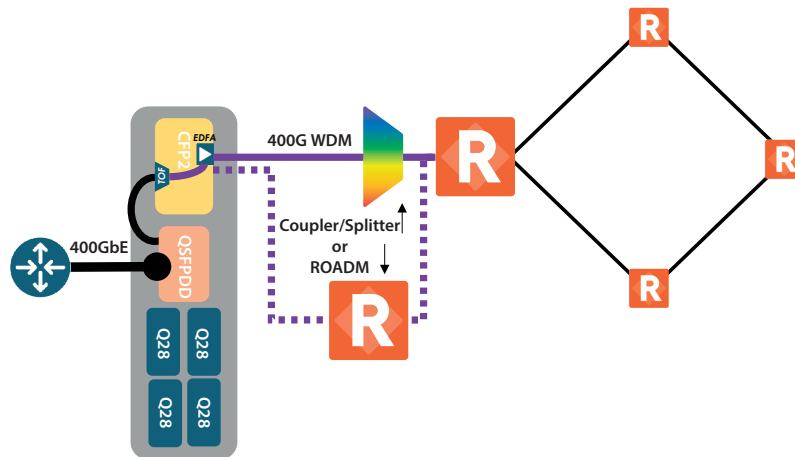 R
EDFA
CFP2
400G WDM
TOF
R
R
Coupler/Splitter
or
ROADM
400GbE
QSFPDD
R
R
Q28
Q28
Q28
Q28